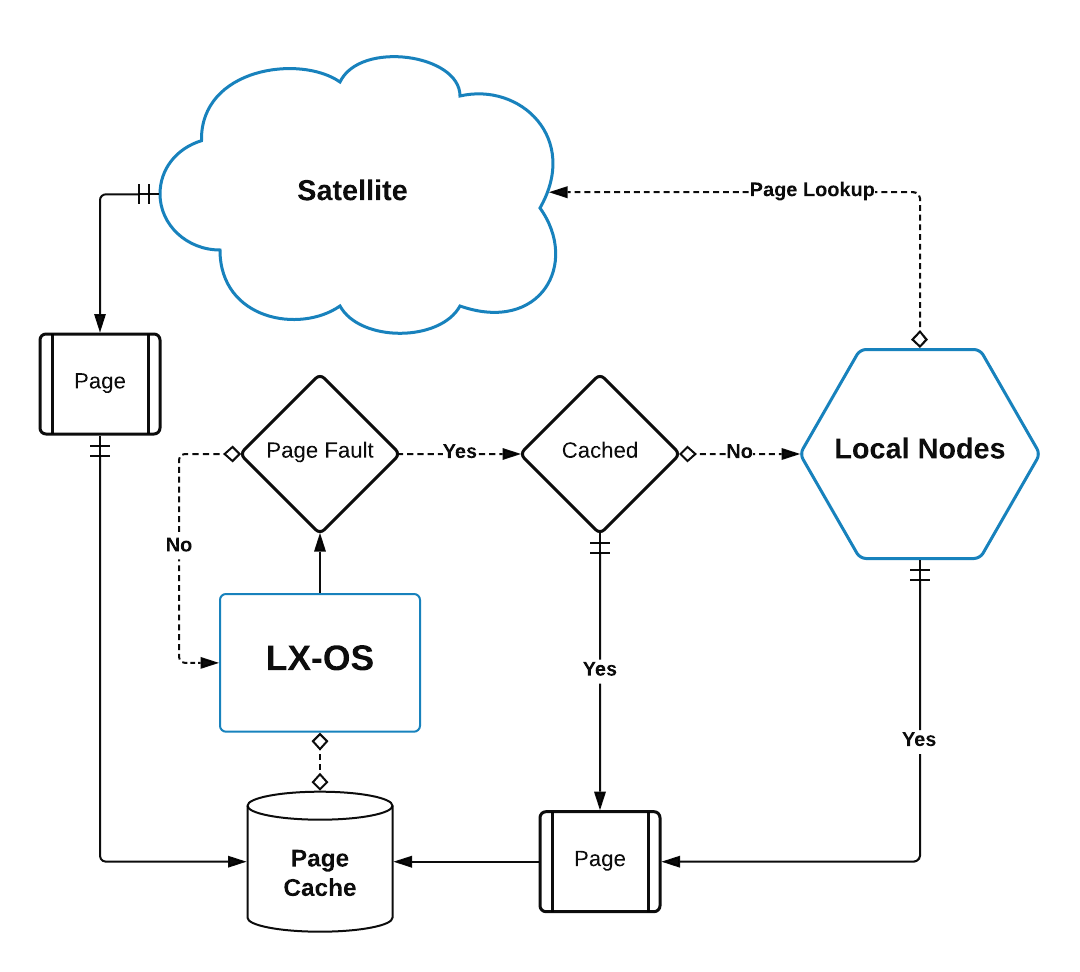 Satellite
Page Lookup
Page
Page Fault
Yes
Cached
No
Local Nodes
No
LX-OS
Yes
Yes
Page
Cache
Page